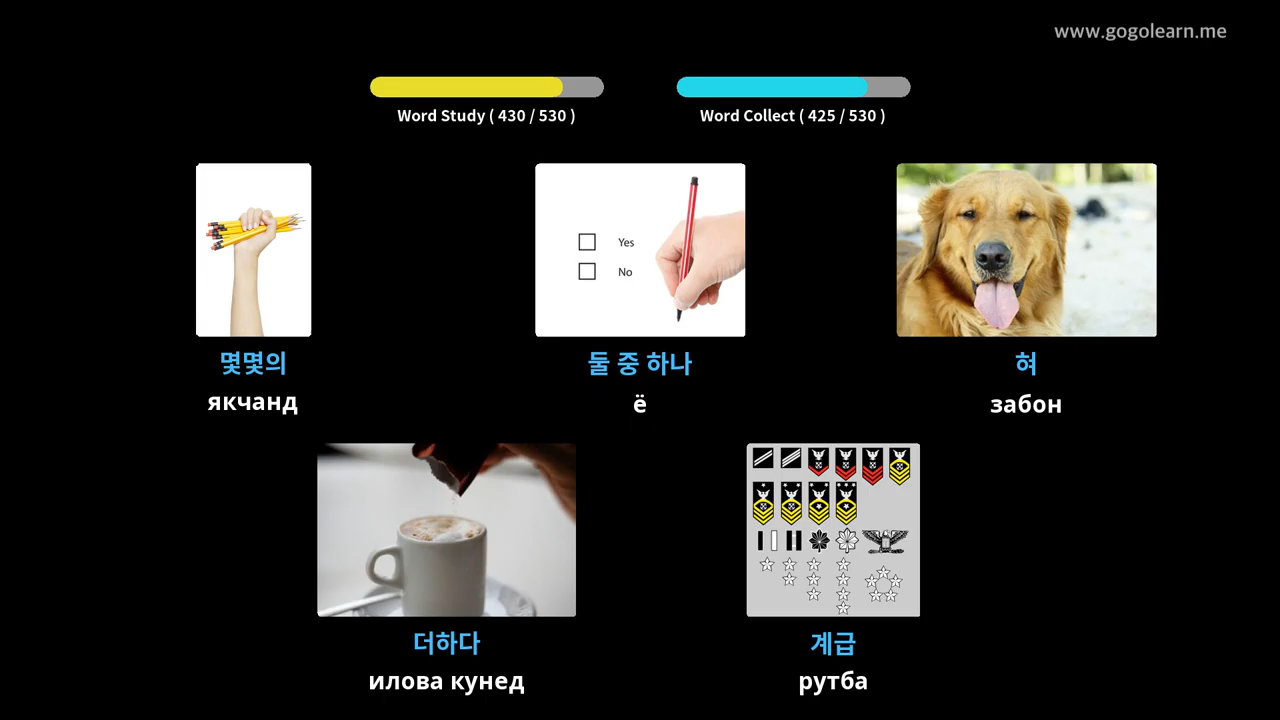 www.gogolearn.me
Word Study ( 430 / 530 )
Word Collect ( 425 / 530 )
Yes
No
몇몇의
якчанд
둘 중 하나
ё
혀
забон
더하다
илова кунед
계급
рутба